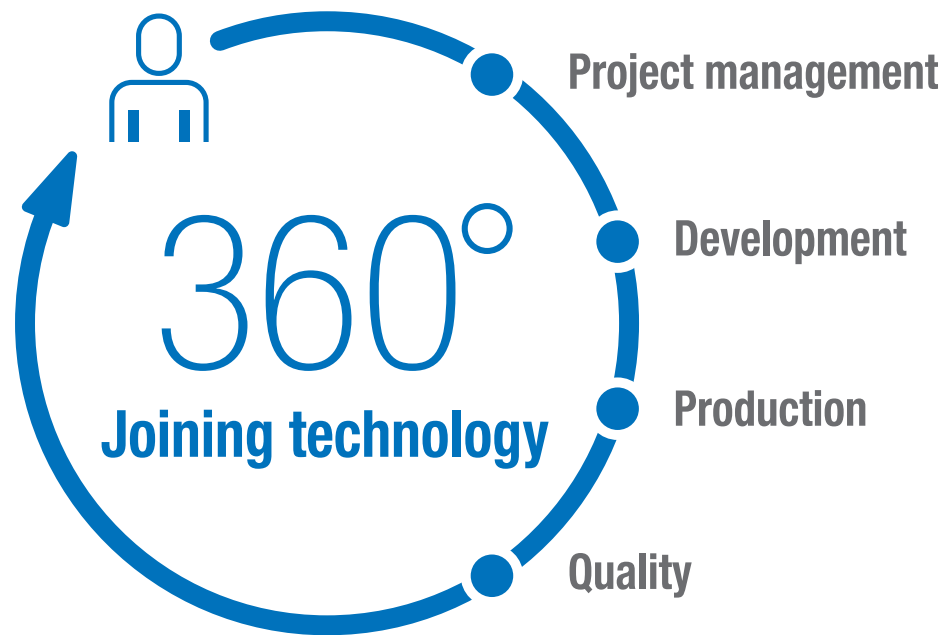 Project management
Development
360°
Joining technology
Production
Quality